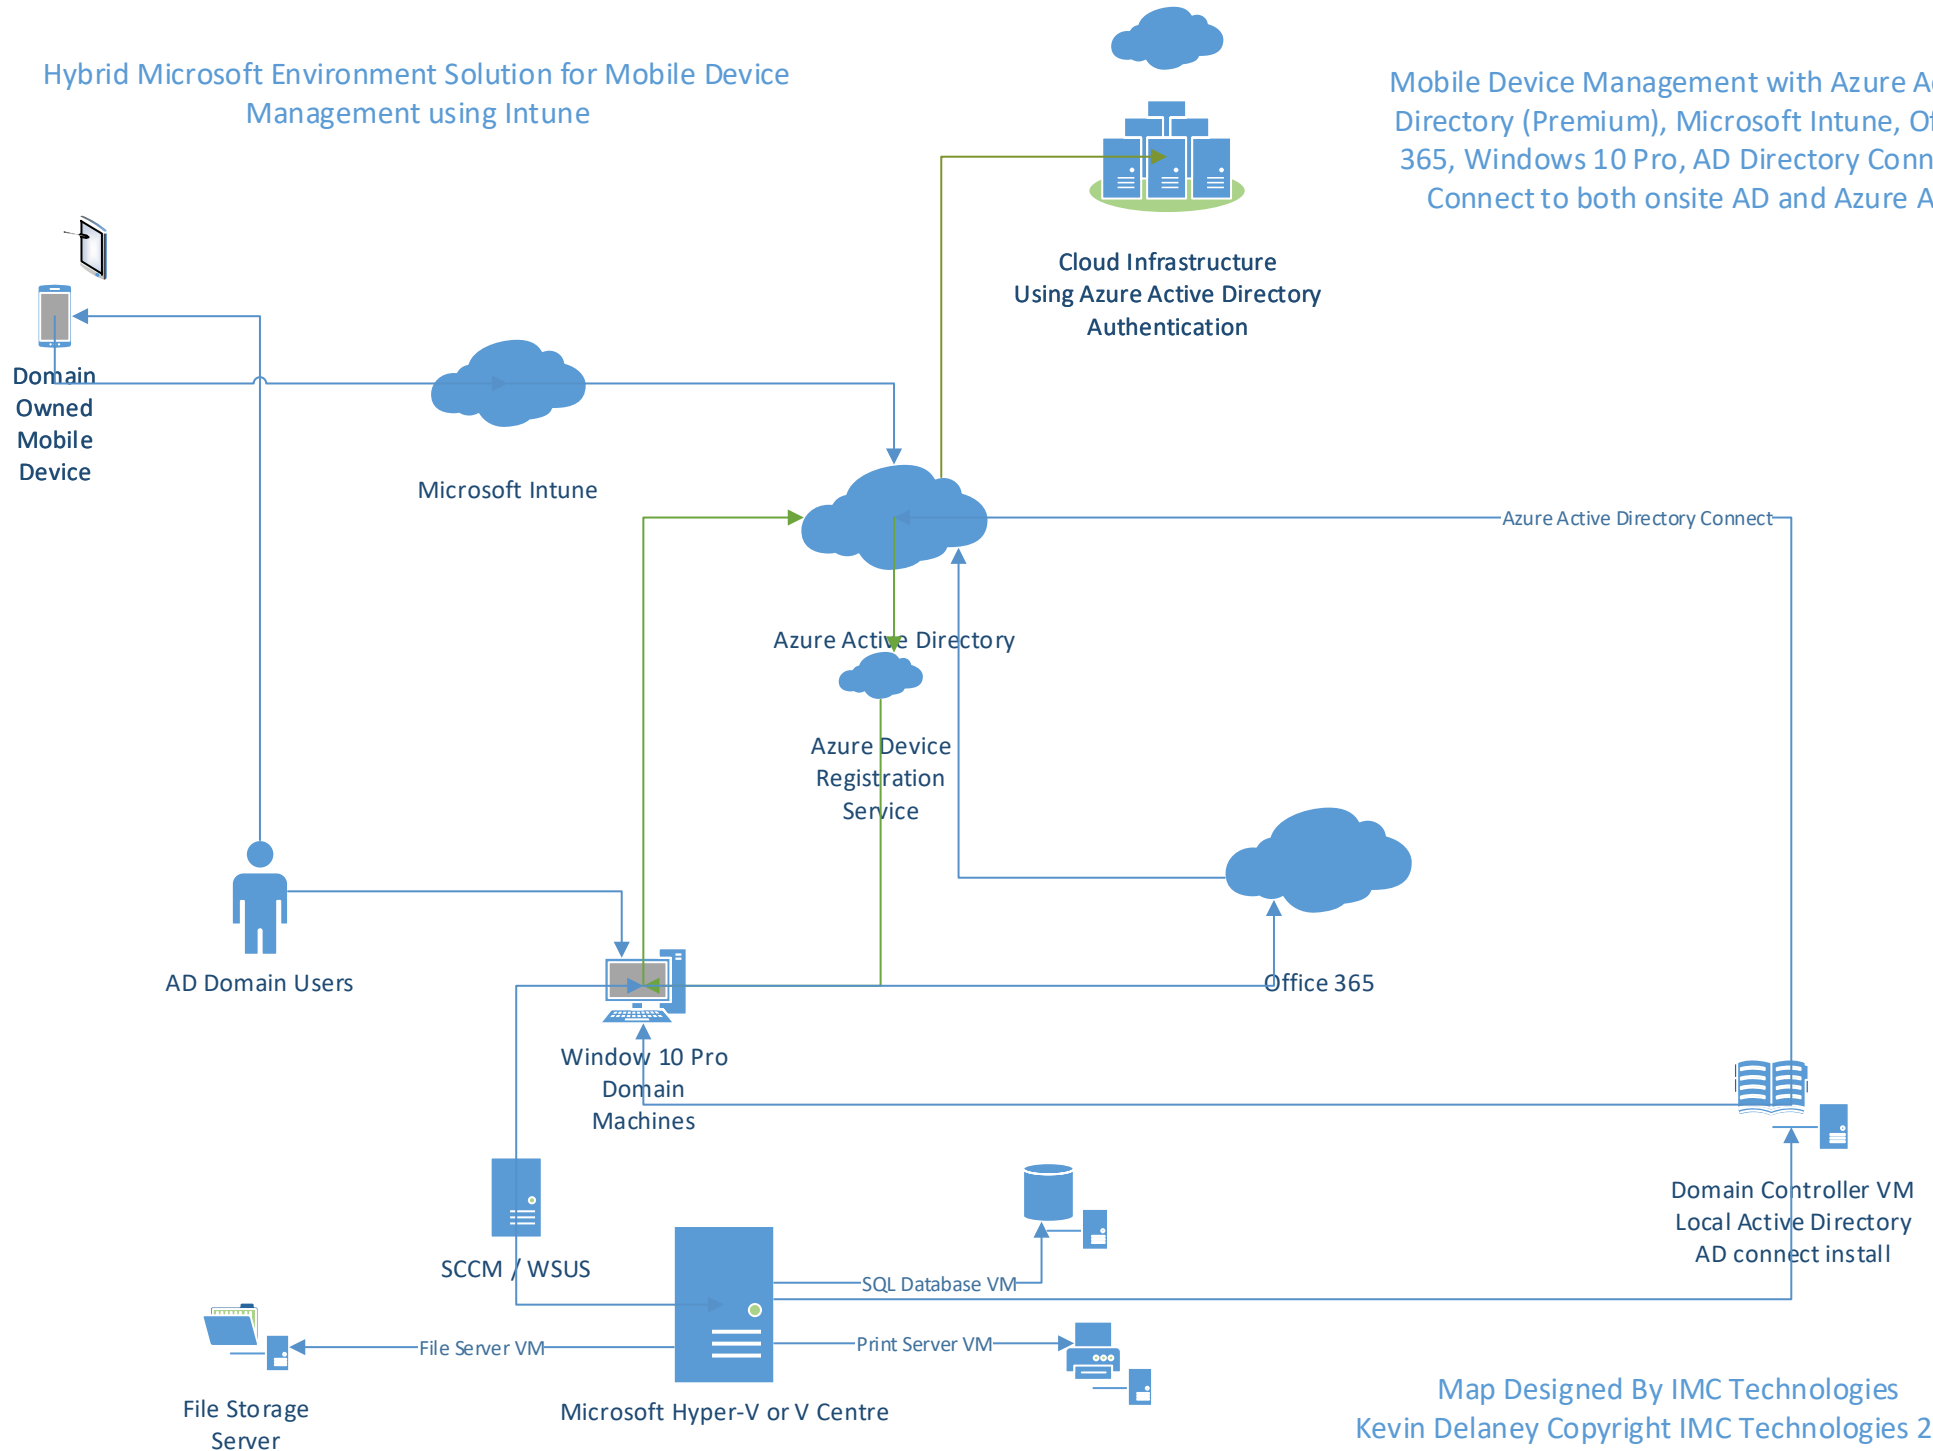 Hybrid Microsoft Environment Solution for Mobile Device
Management using Intune
Mobile Device Management with Azure
Directory (Premium), Microsoft Intune,
365, Windows 10 Pro, AD Directory
Connect to both onsite AD and Azure
Cloud Infrastructure
Using Azure Active Directory
Authentication
Domain
Owned
Mobile
Device
Microsoft Intune
Azure Active Directory Connect
Azure Active Directory
Azure Device
Registration
Service
AD Domain Users
Office 365
Window 10 Pro
Domain
Machines
Domain Controller VM
Local Active Directory
AD connect install
SCCM / WSUS
SQL Database VM
File Server VM
Print Server VM
File Storage
Server
Microsoft Hyper-V or V Centre
Map Designed By IMC Technologies
Kevin Delaney Copyright IMC Technologies